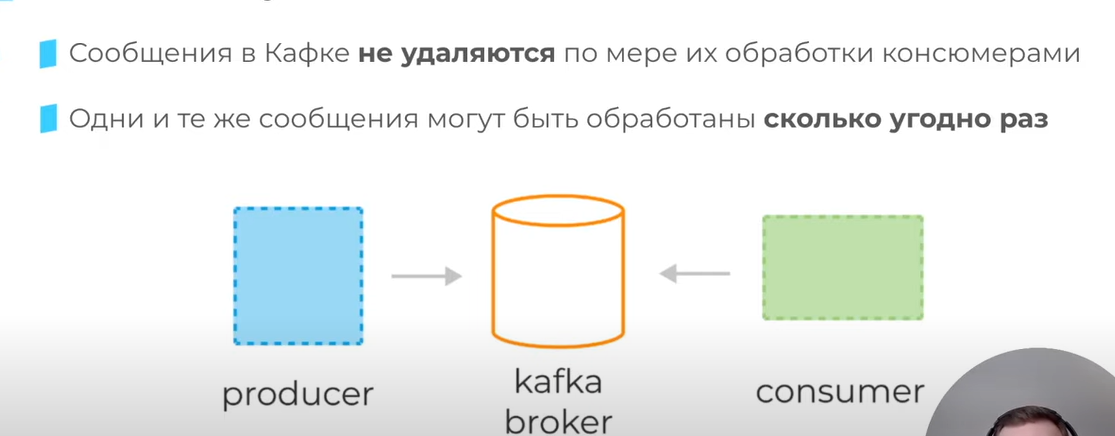 Сообщения в Кафке не удаляются по мере их обработки консюмерами
Одни и те же сообщения могут быть обработаны сколько угодно раз
producer
kafka
broker
consumer